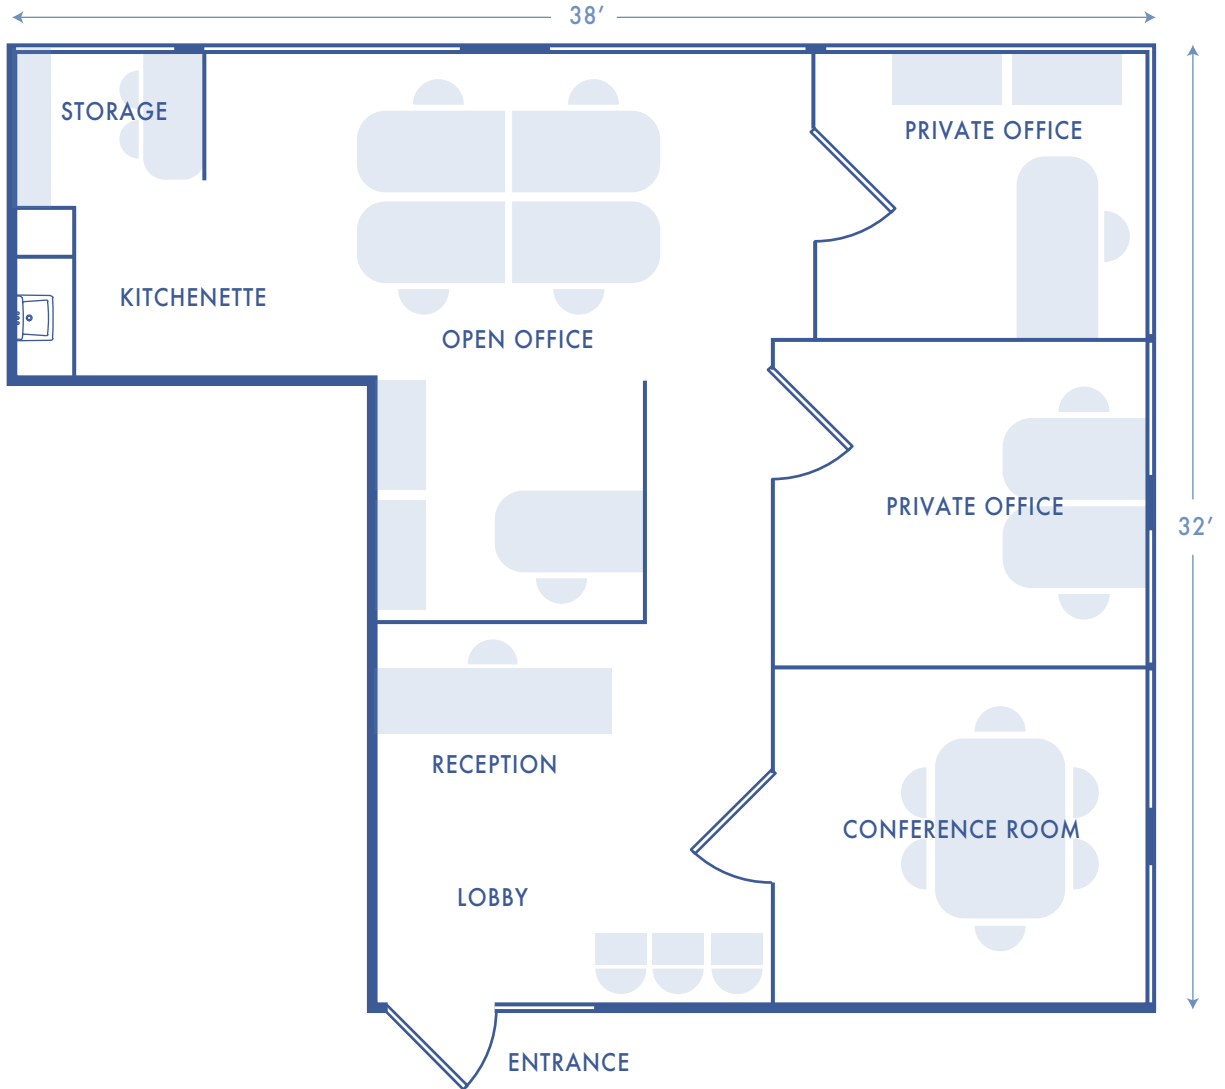 38’
STORAGE
PRIVATE OFFICE
KITCHENETTE
OPEN OFFICE
PRIVATE OFFICE
32’
RECEPTION
CONFERENCE ROOM
LOBBY
ENTRANCE